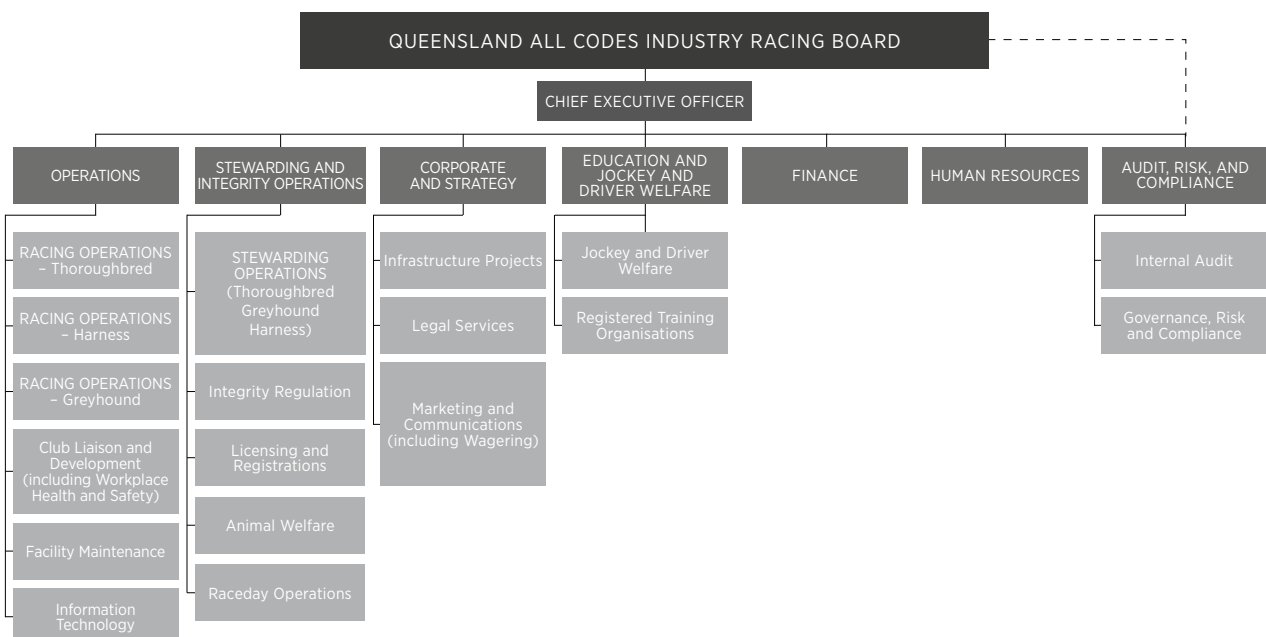 QUEENSLAND ALL CODES INDUSTRY RACING BOARD
CHIEF EXECUTIVE OFFICER
OPERATIONS
STEWARDING AND
INTEGRITY OPERATIONS
CORPORATE
AND STRATEGY
EDUCATION AND
JOCKEY AND
DRIVER WELFARE
FINANCE
HUMAN RESOURCES
AUDIT, RISK, AND
COMPLIANCE
RACING OPERATIONS
– Thoroughbred
RACING OPERATIONS
– Harness
RACING OPERATIONS
– Greyhound
Club Liaison and
Development
(including Workplace
Health and Safety)
Facility Maintenance
Information
Technology
STEWARDING
OPERATIONS
(Thoroughbred
Greyhound
Harness)
Integrity Regulation
Licensing and
Registrations
Animal Welfare
Raceday Operations
Infrastructure Projects
Legal Services
Marketing and
Communications
(including Wagering)
Jockey and Driver
Welfare
Registered Training
Organisations
Internal Audit
Governance, Risk
and Compliance